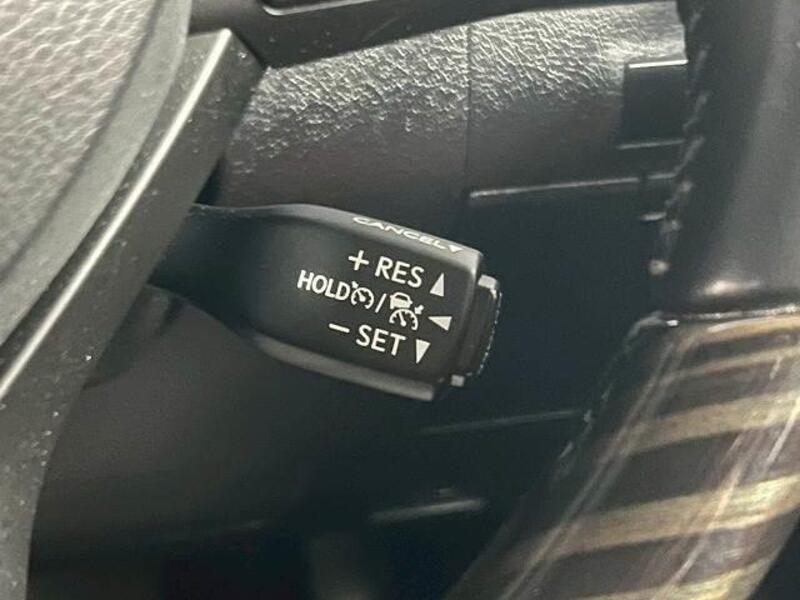 CANCEL▼
+ RES ▲
HOLD / ◀
− SET ▼